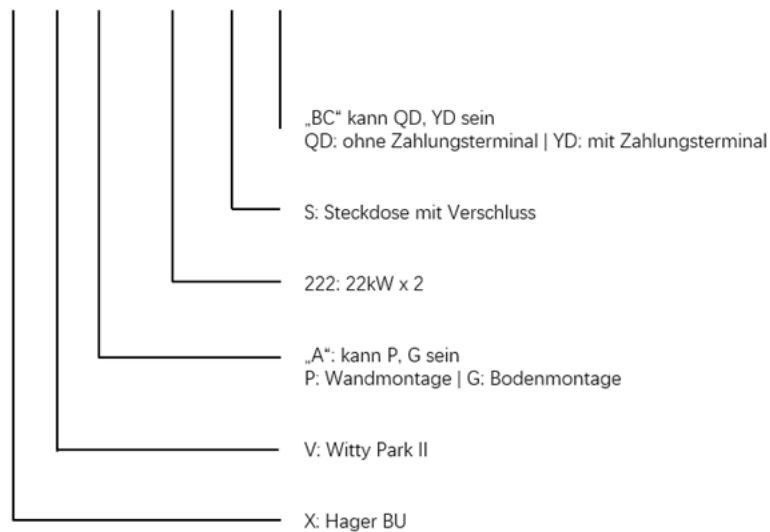 „BC“ kann QD, YD sein
QD: ohne Zahlungsterminal | YD: mit Zahlungsterminal
S: Steckdose mit Verschluss
222: 22kW x 2
„A“: kann P, G sein
P: Wandmontage | G: Bodenmontage
V: Witty Park II
X: Hager BU